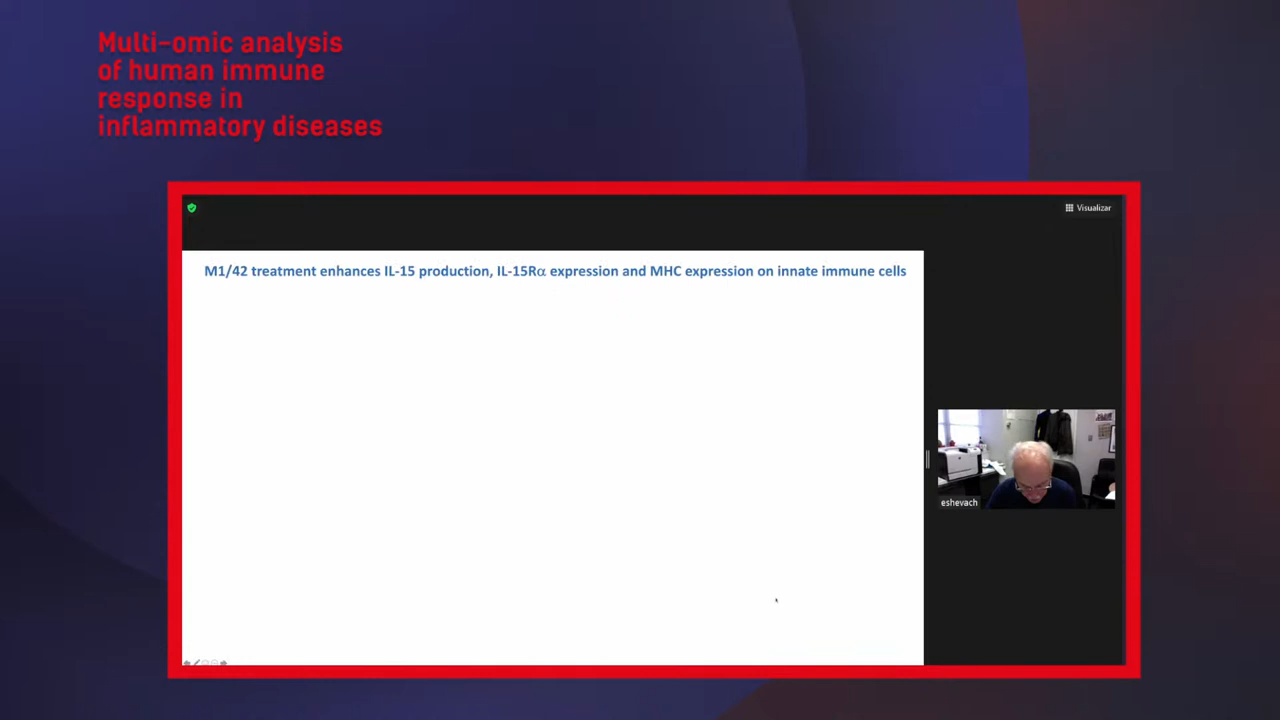 Multi-omic analysis
of human immune
response in
inflammatory diseases
Visualizar
M1/42 treatment enhances IL-15 production, IL-15Rα expression and MHC expression on innate immune cells
eshevach